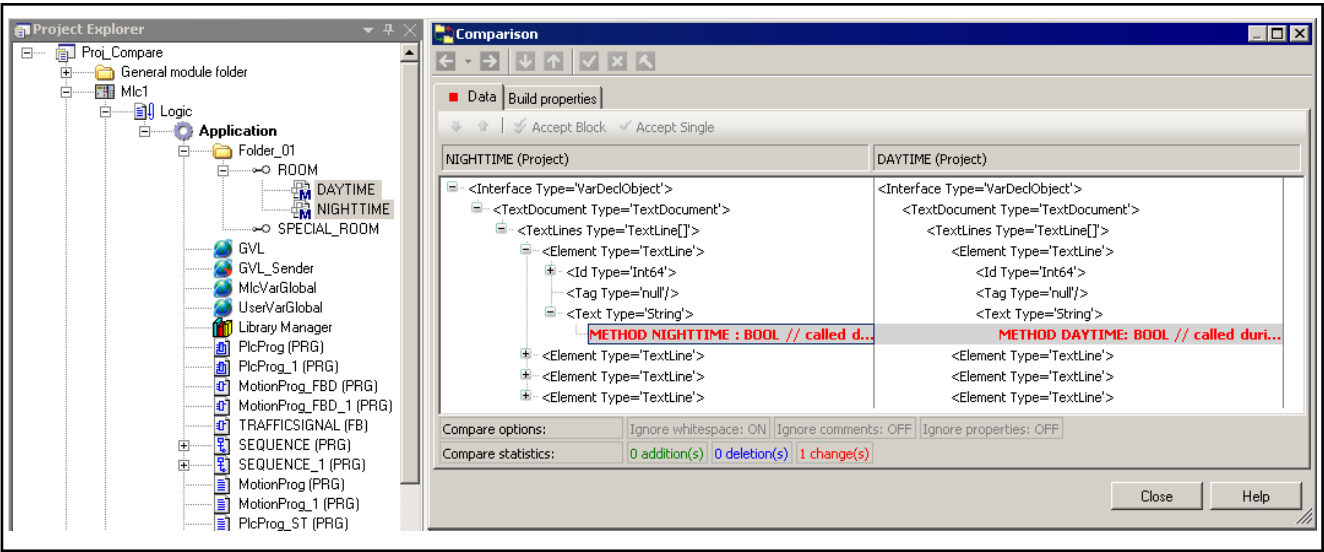 Project Explorer
Proj_Compare
General module folder
Mlc1
Logic
Application
Folder_01
ROOM
DAYTIME
NIGHTTIME
SPECIAL_ROOM
GVL
GVL_Sender
MlcVarGlobal
UserVarGlobal
Library Manager
PlcProg (PRG)
PlcProg_1 (PRG)
MotionProg_FBD (PRG)
MotionProg_FBD_1 (PRG)
TRAFFICSIGNAL (FB)
SEQUENCE (PRG)
SEQUENCE_1 (PRG)
MotionProg (PRG)
MotionProg_1 (PRG)
PlcProg_ST (PRG)
Comparison
Data Build properties
Accept Block Accept Single
NIGHTTIME (Project) DAYTIME (Project)
<Interface Type='VarDeclObject'> <Interface Type='VarDeclObject'>
<TextDocument Type='TextDocument'> <TextDocument Type='TextDocument'>
<TextLines Type='TextLine[]'> <TextLines Type='TextLine[]'>
<Element Type='TextLine'> <Element Type='TextLine'>
<Id Type='Int64'> <Id Type='Int64'>
<Tag Type='null'/> <Tag Type='null'/>
<Text Type='String'> <Text Type='String'>
METHOD NIGHTTIME : BOOL // called d... METHOD DAYTIME: BOOL // called duri...
<Element Type='TextLine'> <Element Type='TextLine'>
<Element Type='TextLine'> <Element Type='TextLine'>
<Element Type='TextLine'> <Element Type='TextLine'>
Compare options: Ignore whitespace: ON Ignore comments: OFF Ignore properties: OFF
Compare statistics: 0 addition(s) 0 deletion(s) 1 change(s)
Close Help